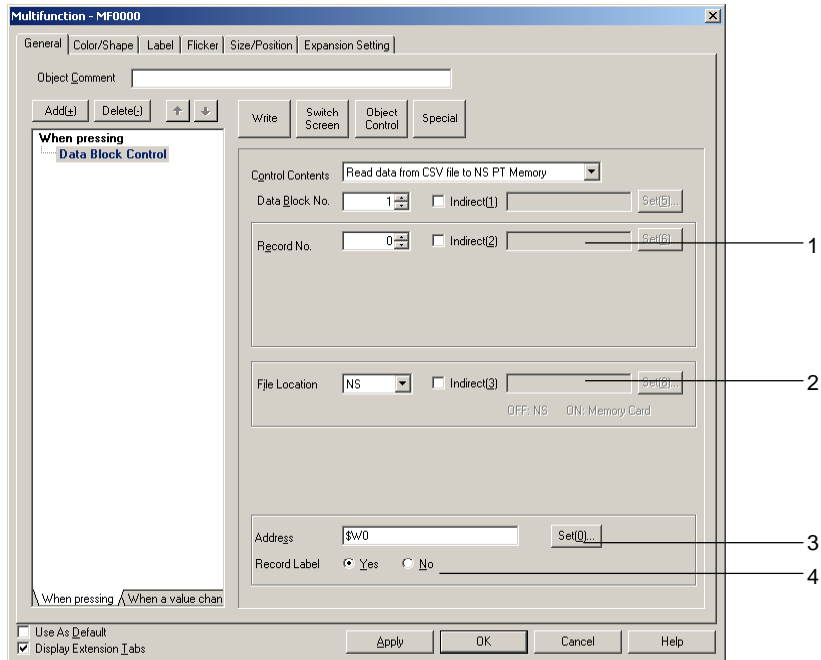 Multifunction - MF0000
General Color/Shape Label Flicker Size/Position Expansion Setting
Object Comment
Add(+) Delete(-)
Write Switch Screen Object Control Special
When pressing
Data Block Control
Control Contents Read data from CSV file to NS PT Memory
Data Block No. 1 Indirect(1) Set(5)...
Record No. 0 Indirect(2) Set(6)... 1
File Location NS Indirect(3) Set(8)... 2
OFF: NS ON: Memory Card
Address $W0 Set(0)... 3
Record Label Yes No 4
When pressing When a value chan
Use As Default
Display Extension Tabs
Apply OK Cancel Help